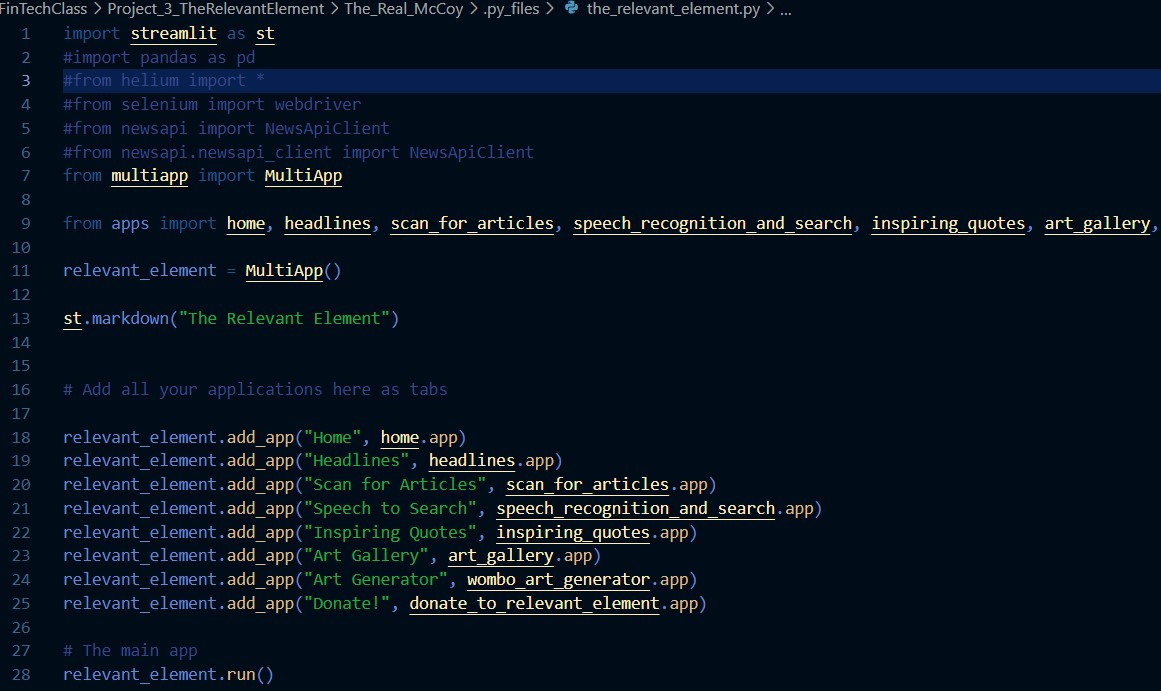 FinTechClass > Project_3_TheRelevantElement > The_Real_McCoy > .py_files > the_relevant_element.py > ...
1 import streamlit as st
2 #import pandas as pd
3 #from helium import *
4 #from selenium import webdriver
5 #from newsapi import NewsApiClient
6 #from newsapi.newsapi_client import NewsApiClient
7 from multiapp import MultiApp
8
9 from apps import home, headlines, scan_for_articles, speech_recognition_and_search, inspiring_quotes, art_gallery,
10
11 relevant_element = MultiApp()
12
13 st.markdown("The Relevant Element")
14
15
16 # Add all your applications here as tabs
17
18 relevant_element.add_app("Home", home.app)
19 relevant_element.add_app("Headlines", headlines.app)
20 relevant_element.add_app("Scan for Articles", scan_for_articles.app)
21 relevant_element.add_app("Speech to Search", speech_recognition_and_search.app)
22 relevant_element.add_app("Inspiring Quotes", inspiring_quotes.app)
23 relevant_element.add_app("Art Gallery", art_gallery.app)
24 relevant_element.add_app("Art Generator", wombo_art_generator.app)
25 relevant_element.add_app("Donate!", donate_to_relevant_element.app)
26
27 # The main app
28 relevant_element.run()